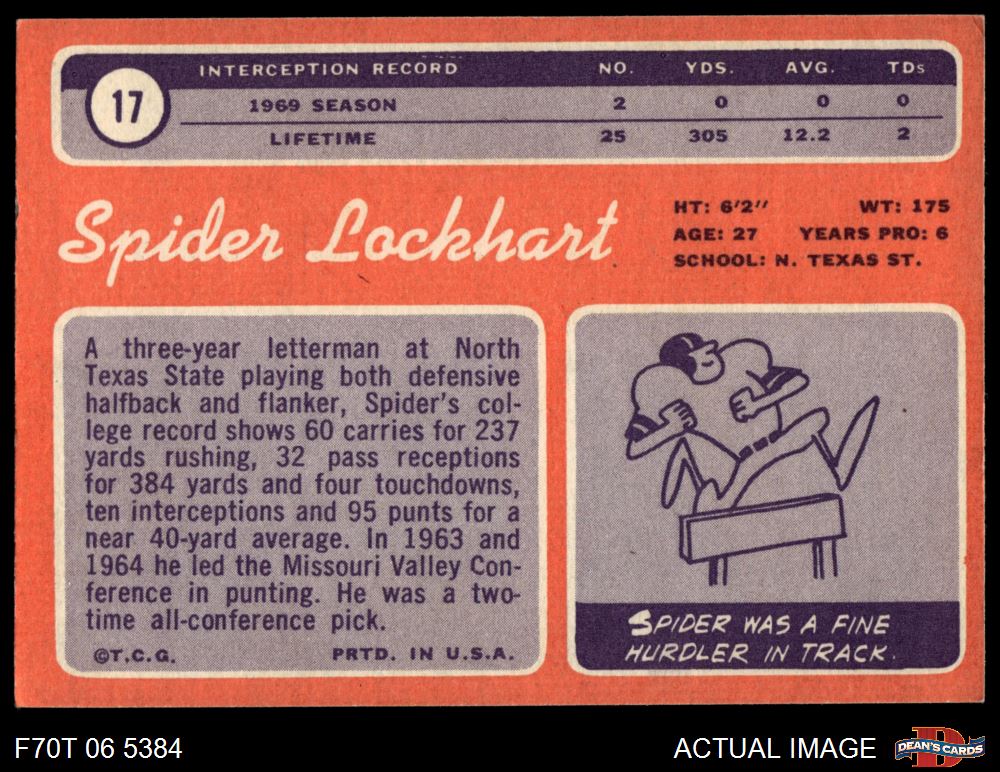 INTERCEPTION RECORD NO. YDS. AVG. TDs
17
1969 SEASON 2 0 0 0
LIFETIME 25 305 12.2 2
Spider Lockhart
HT: 6'2" WT: 175
AGE: 27 YEARS PRO: 6
SCHOOL: N. TEXAS ST.
A three-year letterman at North
Texas State playing both defensive
halfback and flanker, Spider's col-
lege record shows 60 carries for 237
yards rushing, 32 pass receptions
for 384 yards and four touchdowns,
ten interceptions and 95 punts for a
near 40-yard average. In 1963 and
1964 he led the Missouri Valley Con-
ference in punting. He was a two-
time all-conference pick.
©T.C.G. PRTD. IN U.S.A.
SPIDER WAS A FINE
HURDLER IN TRACK.
F70T 06 5384
ACTUAL IMAGE
D
DEAN'S CARDS